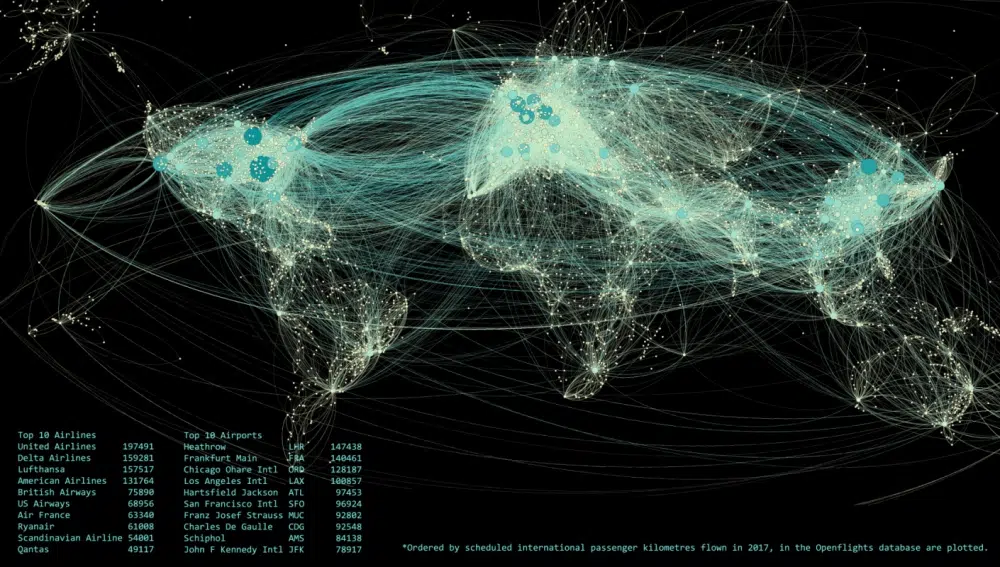 Top 10 Airlines
United Airlines 197491
Delta Airlines 159281
Lufthansa 157517
American Airlines 131764
British Airways 75890
US Airways 68956
Air France 63340
Ryanair 61008
Scandinavian Airline 54001
Qantas 49117
Top 10 Airports
Heathrow LHR 147438
Frankfurt Main FRA 140461
Chicago Ohare Intl ORD 128187
Los Angeles Intl LAX 100857
Hartsfield Jackson ATL 97453
San Francisco Intl SFO 96924
Franz Josef Strauss MUC 92802
Charles De Gaulle CDG 92548
Schiphol AMS 84138
John F Kennedy Intl JFK 78917
*Ordered by scheduled international passenger kilometres flown in 2017, in the Openflights database are plotted.